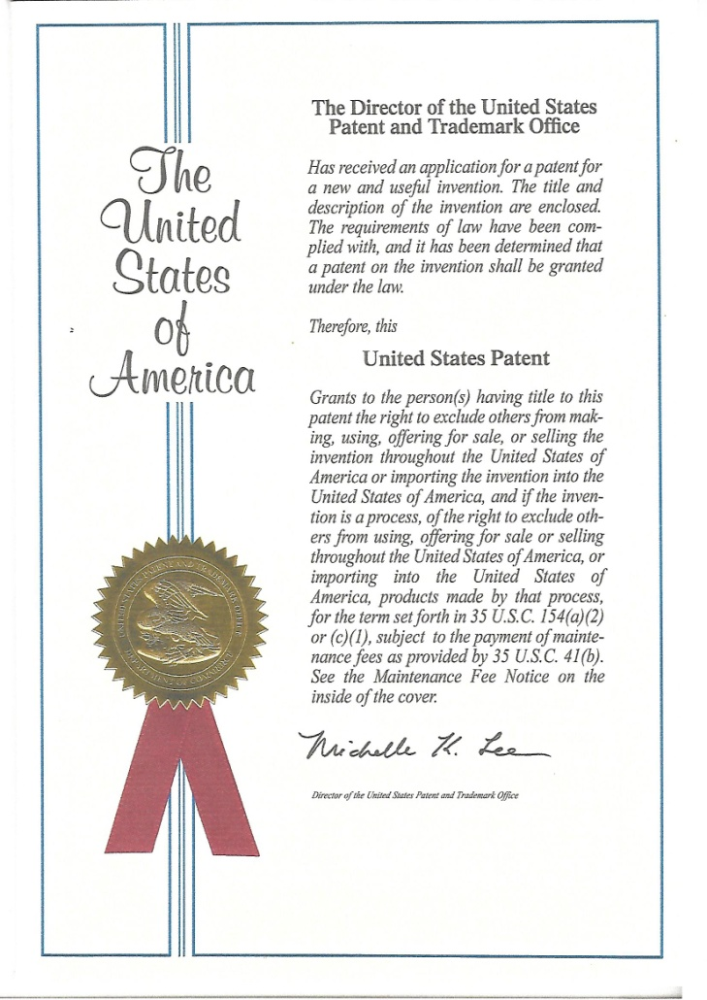 The
United
States
of
America
The Director of the United States
Patent and Trademark Office
Has received an application for a patent for
a new and useful invention. The title and
description of the invention are enclosed.
The requirements of law have been com-
plied with, and it has been determined that
a patent on the invention shall be granted
under the law.
Therefore, this
United States Patent
Grants to the person(s) having title to this
patent the right to exclude others from mak-
ing, using, offering for sale, or selling the
invention throughout the United States of
America or importing the invention into the
United States of America, and if the inven-
tion is a process, of the right to exclude oth-
ers from using, offering for sale or selling
throughout the United States of America, or
importing into the United States of
America, products made by that process,
for the term set forth in 35 U.S.C. 154(a)(2)
or (c)(1), subject to the payment of mainte-
nance fees as provided by 35 U.S.C. 41(b).
See the Maintenance Fee Notice on the
inside of the cover.
Michelle K. Lee
Director of the United States Patent and Trademark Office
UNITED STATES PATENT AND TRADEMARK OFFICE
DEPARTMENT OF COMMERCE